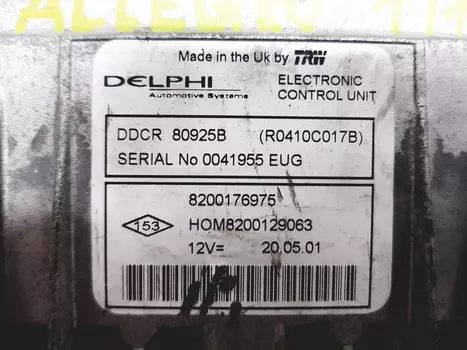 Made in the Uk by TRW
DELPHI
Automotive Systems
ELECTRONIC
CONTROL UNIT
DDCR 80925B (R0410C017B)
SERIAL No 0041955 EUG
8200176975
153
HOM8200129063
12V= 20.05.01